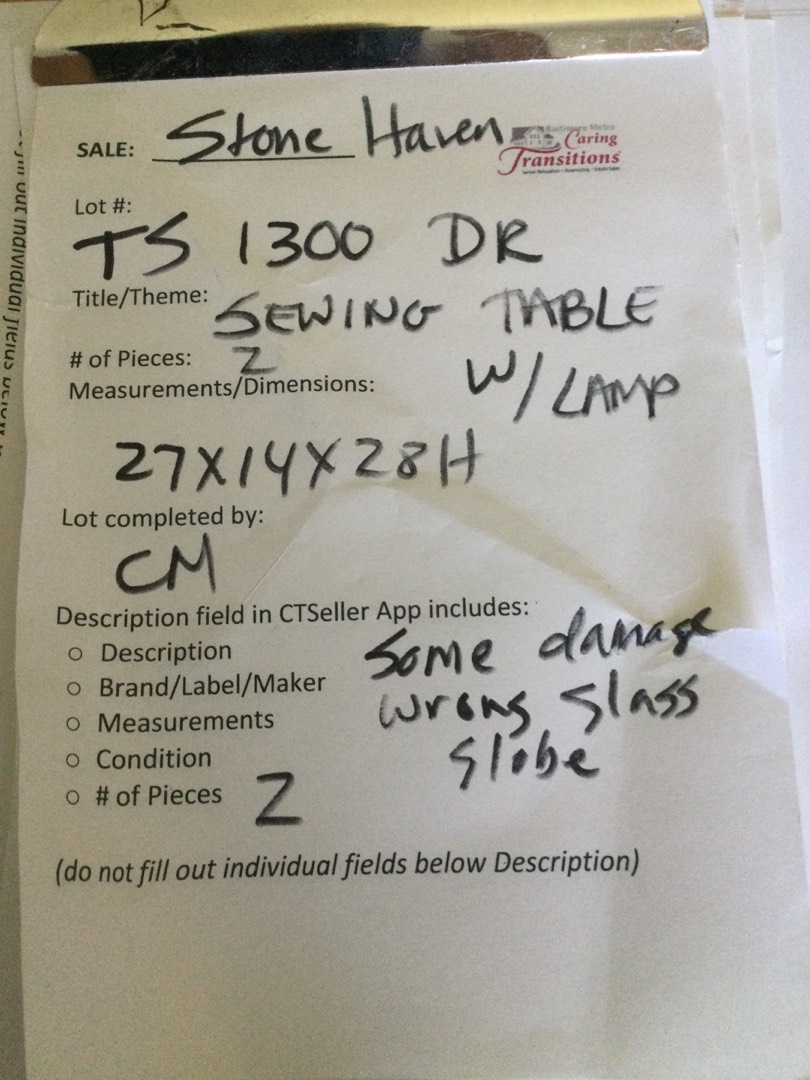 SALE: Stone Haven
Baltimore Metro
Caring
Transitions
Lot #:
TS 1300 DR
Title/Theme: SEWING TABLE
# of Pieces: 2
W/LAMP
Measurements/Dimensions:
27X14X28H
Lot completed by:
CM
Description field in CTSeller App includes:
o Description
Some damage
o Brand/Label/Maker
wrong glass
o Measurements
globe
o Condition
o # of Pieces 2
(do not fill out individual fields below Description)